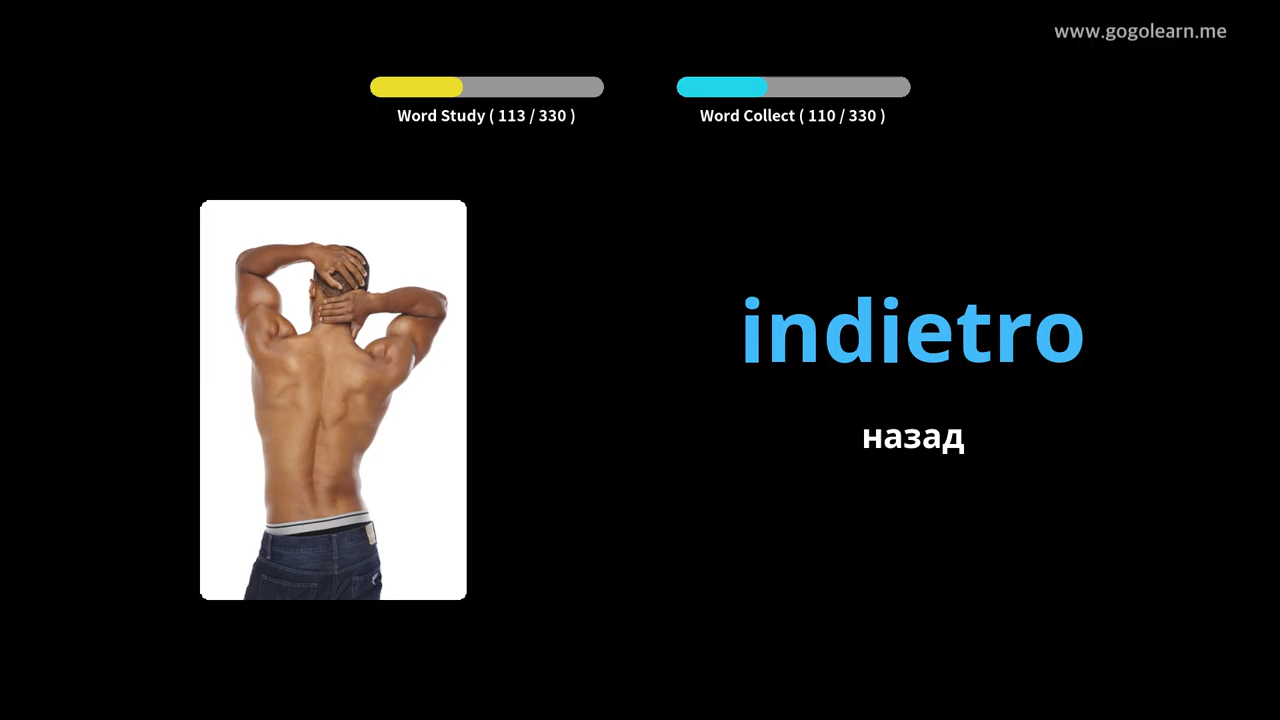 www.gogolearn.me
Word Study ( 113 / 330 )
Word Collect ( 110 / 330 )
indietro
назад